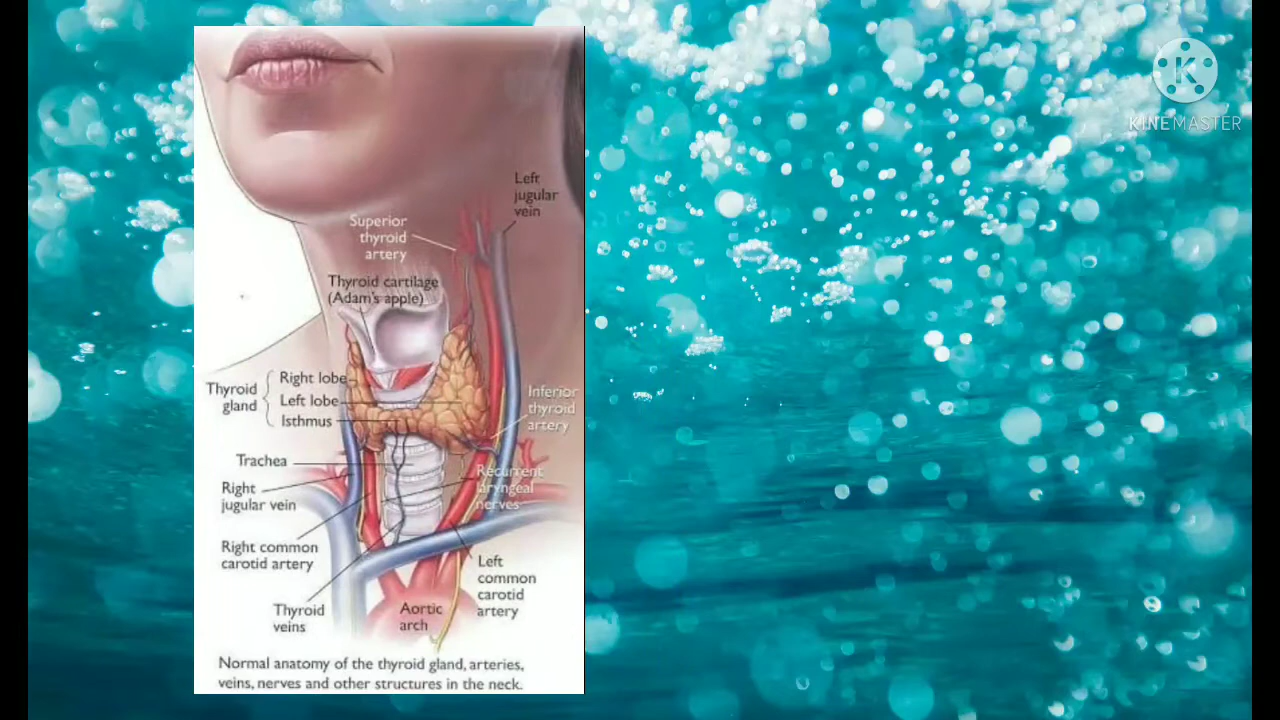 Left
jugular
vein
Superior
thyroid
artery
Thyroid cartilage
(Adam's apple)
Thyroid
gland
Right lobe
Left lobe
Isthmus
Inferior
thyroid
artery
Trachea
Recurrent
laryngeal
nerves
Right
jugular vein
Right common
carotid artery
Left
common
carotid
artery
Thyroid
veins
Aortic
arch
Normal anatomy of the thyroid gland, arteries,
veins, nerves and other structures in the neck.
K
KINEMASTER